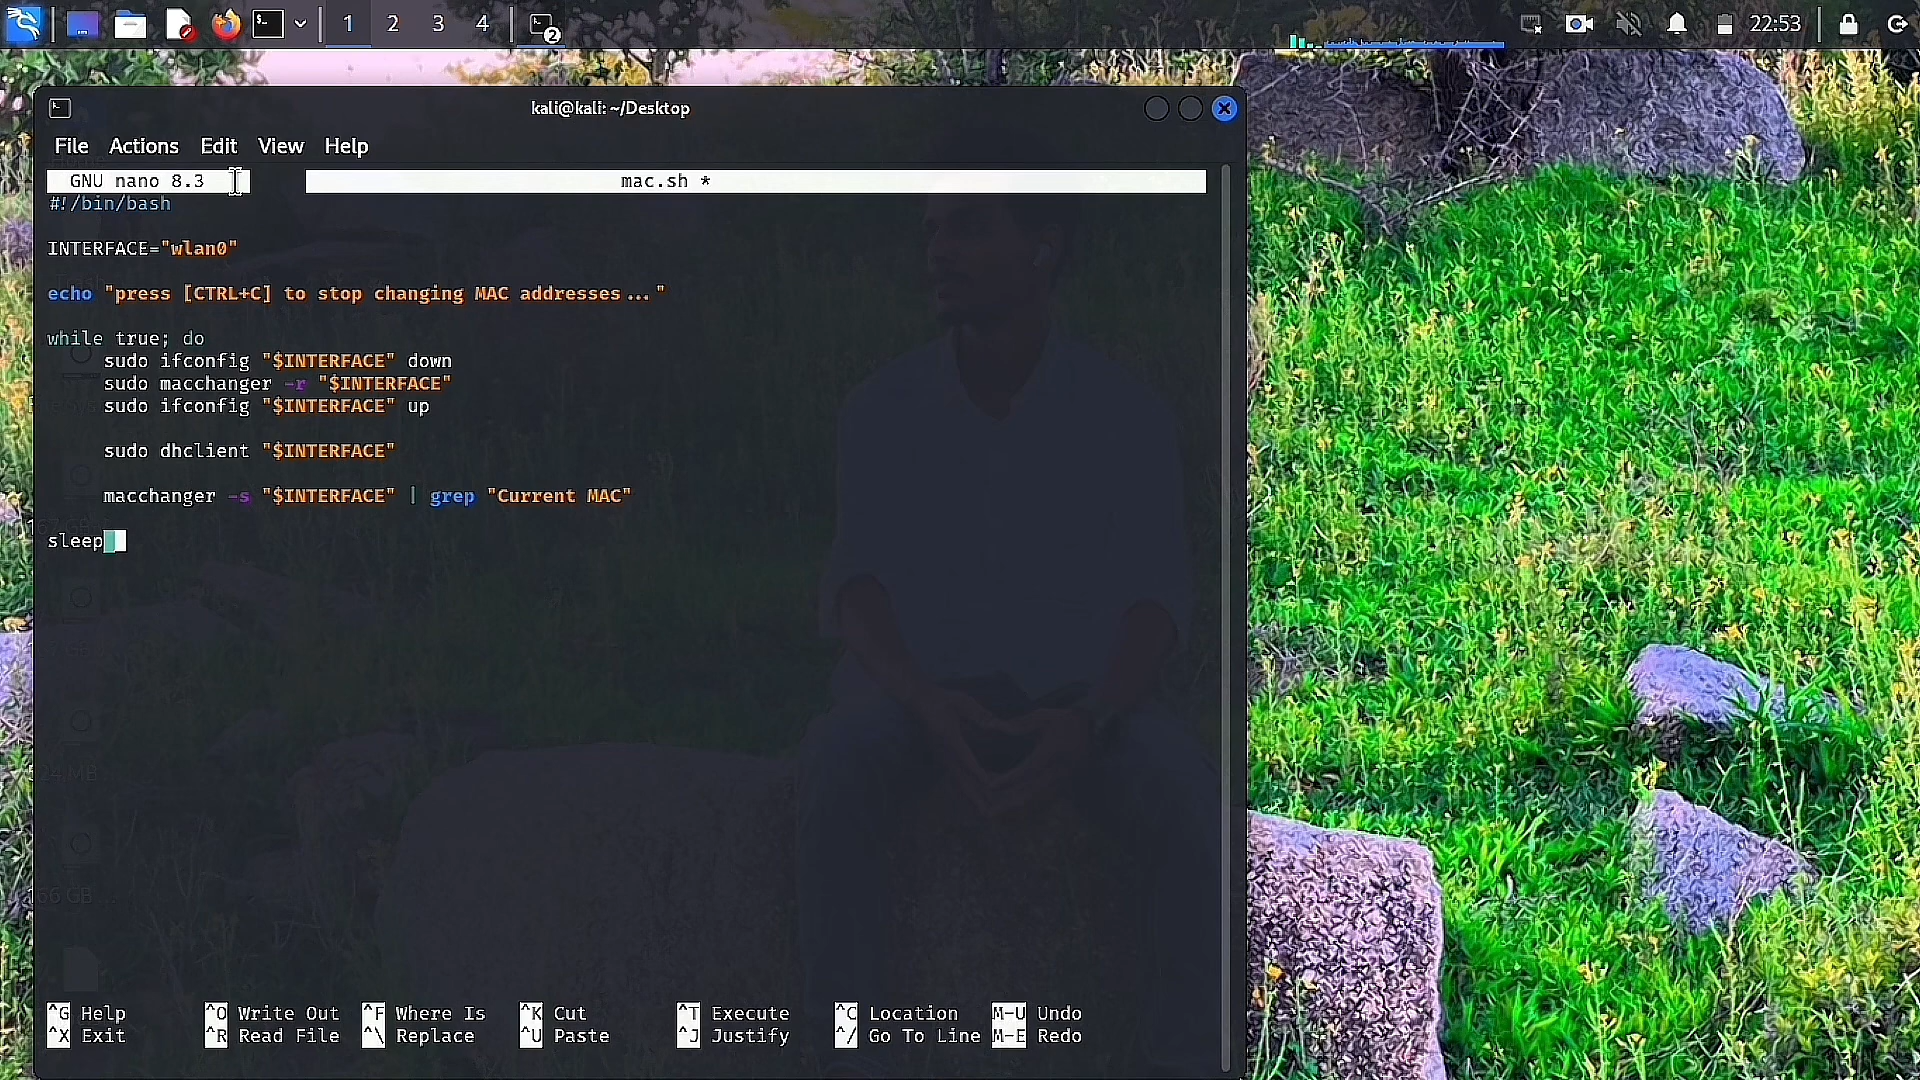 1 2 3 4
2
22:53
kali@kali: ~/Desktop
File Actions Edit View Help
GNU nano 8.3
mac.sh *
#!/bin/bash
INTERFACE="wlan0"
echo "press [CTRL+C] to stop changing MAC addresses..."
while true; do
sudo ifconfig "$INTERFACE" down
sudo macchanger -r "$INTERFACE"
sudo ifconfig "$INTERFACE" up
sudo dhclient "$INTERFACE"
macchanger -s "$INTERFACE" | grep "Current MAC"
sleep
^G Help ^O Write Out ^F Where Is ^K Cut ^T Execute ^C Location M-U Undo
^X Exit ^R Read File ^\ Replace ^U Paste ^J Justify ^/ Go To Line M-E Redo